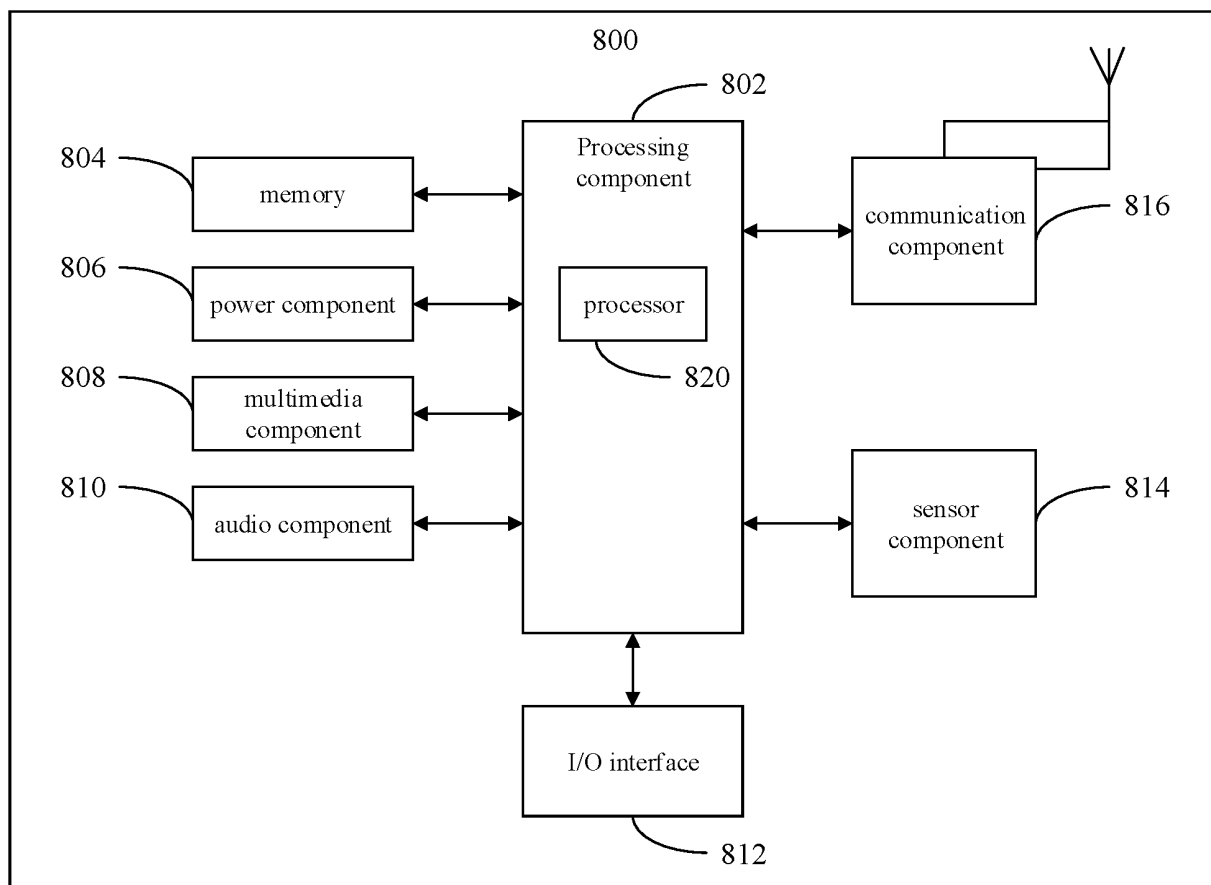 800
802
Processing
component
804
memory
communication
component
816
806
power component
processor
820
808
multimedia
component
810
audio component
sensor
component
814
I/O interface
812